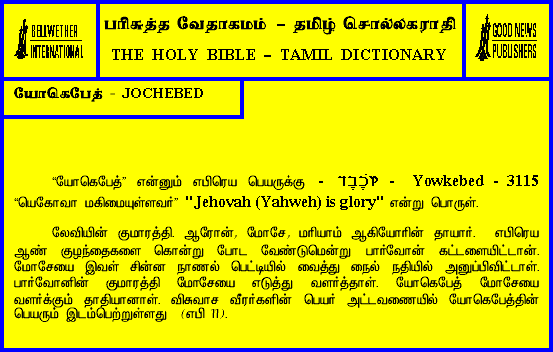 BELLWETHER
INTERNATIONAL
பரிசுத்த வேதாகமம் – தமிழ் சொல்லகராதி
THE HOLY BIBLE – TAMIL DICTIONARY
GOOD NEWS
PUBLISHERS
யோகெபேத் - JOCHEBED
“யோகெபேத்” என்னும் எபிரெய பெயருக்கு - יוֹכֶבֶד - Yowkebed - 3115
“யெகோவா மகிமையுள்ளவர்” "Jehovah (Yahweh) is glory" என்று பொருள்.
லேவியின் குமாரத்தி. ஆரோன், மோசே, மரியாம் ஆகியோரின் தாயார். எபிரெய
ஆண் குழந்தைகளை கொன்று போட வேண்டுமென்று பார்வோன் கட்டளையிட்டான்.
மோசேயை இவள் சின்ன நாணல் பெட்டியில் வைத்து நைல் நதியில் அனுப்பிவிட்டாள்.
பார்வோனின் குமாரத்தி மோசேயை எடுத்து வளர்த்தாள். யோகெபேத் மோசேயை
வளர்க்கும் தாதியானாள். விசுவாச வீரர்களின் பெயர் அட்டவணையில் யோகெபேத்தின்
பெயரும் இடம்பெற்றுள்ளது (எபி 11).